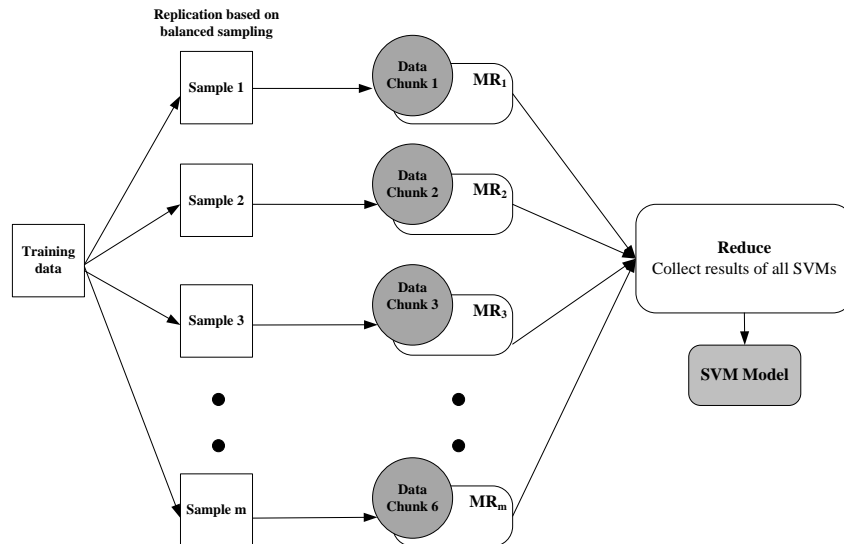 Replication based on
balanced sampling
Sample 1
Data
Chunk 1
MR₁
Sample 2
Data
Chunk 2
MR₂
Training
data
Reduce
Collect results of all SVMs
Sample 3
Data
Chunk 3
MR₃
SVM Model
Sample m
Data
Chunk 6
MRₘ